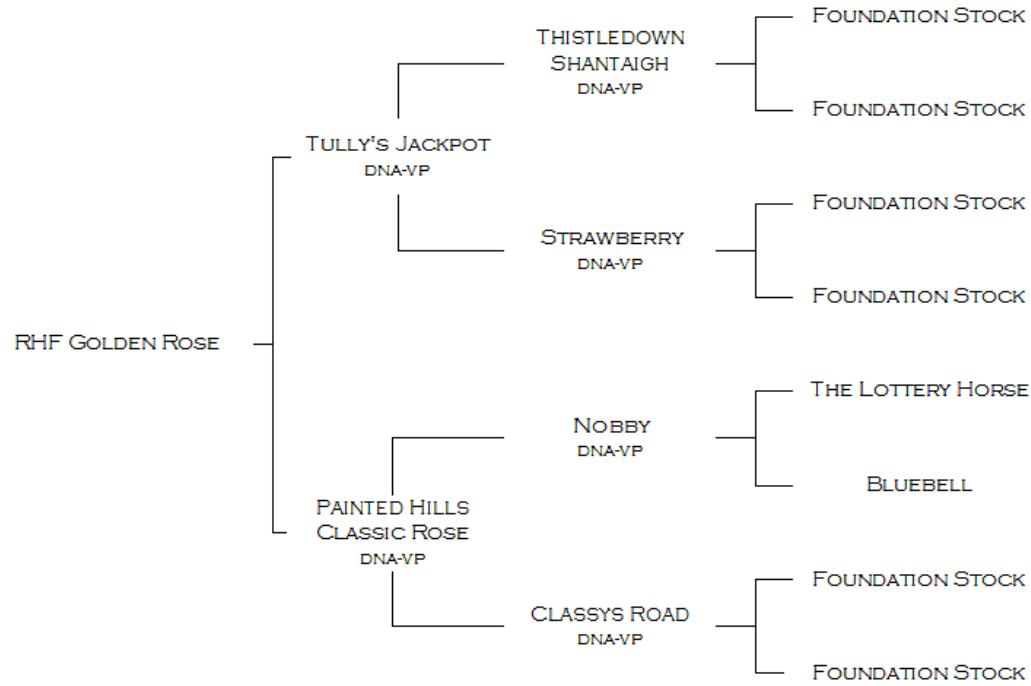 Foundation Stock
Thistledown
Shantaigh
DNA-VP
Foundation Stock
Tully's Jackpot
DNA-VP
Foundation Stock
Strawberry
DNA-VP
Foundation Stock
RHF Golden Rose
The Lottery Horse
Nobby
DNA-VP
Bluebell
Painted Hills
Classic Rose
DNA-VP
Foundation Stock
Classys Road
DNA-VP
Foundation Stock